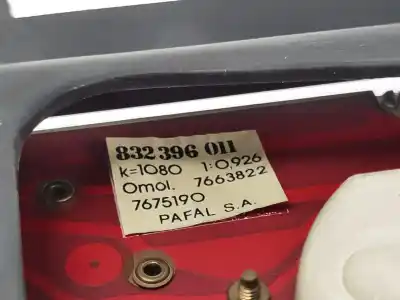 832 396 011
k=1080 1:0,926
Omol. 7663822
7675190
PAFAL S.A.